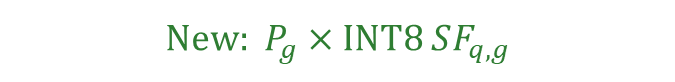 New: P_g × INT8 SF_{q,g}